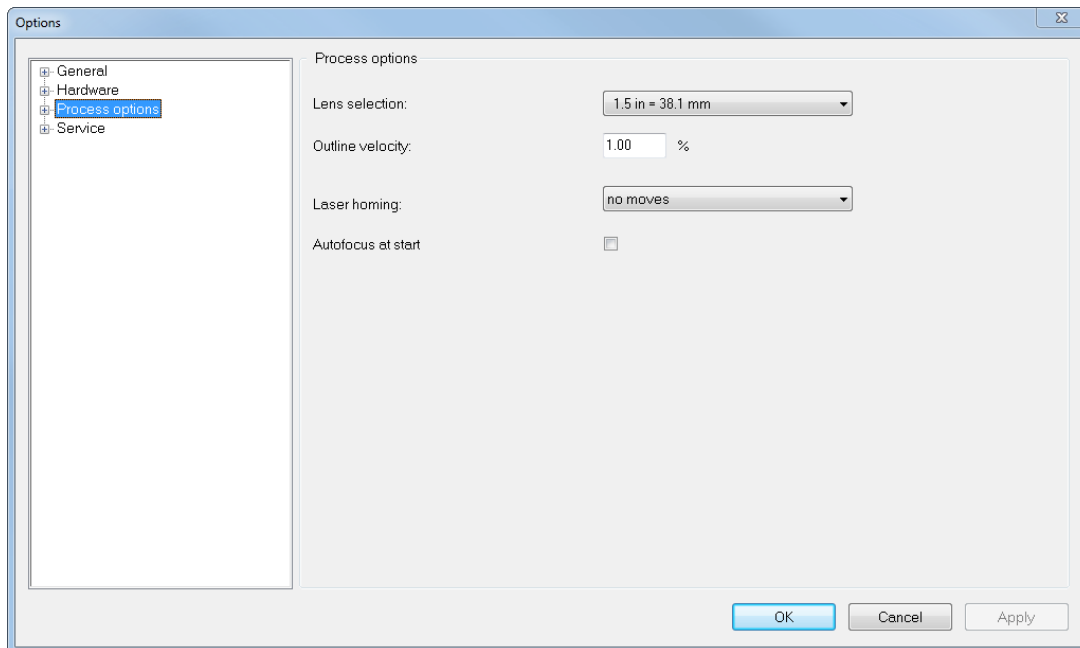 Options
General
Hardware
Process options
Service
Process options
Lens selection:
1.5 in = 38.1 mm
Outline velocity:
1.00 %
Laser homing:
no moves
Autofocus at start
OK
Cancel
Apply